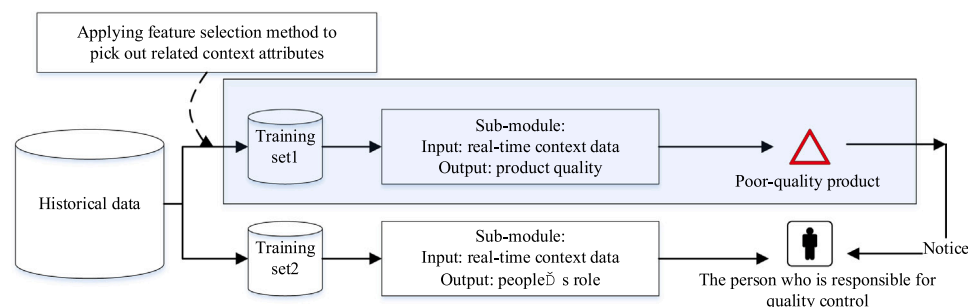 Applying feature selection method to
pick out related context attributes
Historical data
Training
set1
Sub-module:
Input: real-time context data
Output: product quality
Poor-quality product
Training
set2
Sub-module:
Input: real-time context data
Output: peopleĎ s role
Notice
The person who is responsible for
quality control